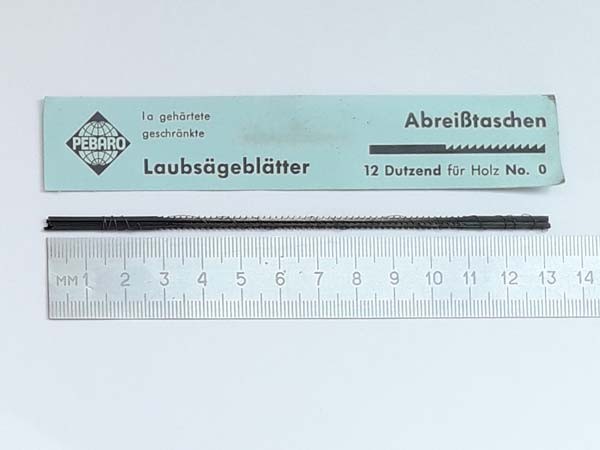 PEBARO
1a gehärtete
geschränkte
Laubsägeblätter
Abreißtaschen
12 Dutzend für Holz No. 0
MM 1 2 3 4 5 6 7 8 9 10 11 12 13 14